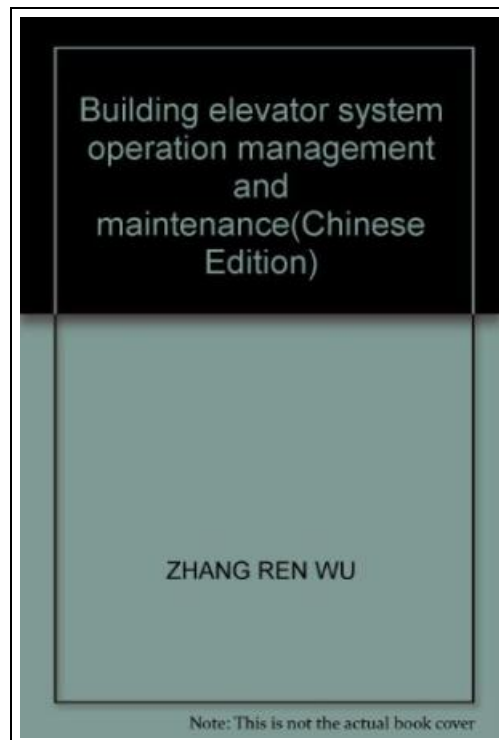 Building elevator system
operation management
and
maintenance(Chinese
Edition)
ZHANG REN WU
Note: This is not the actual book cover